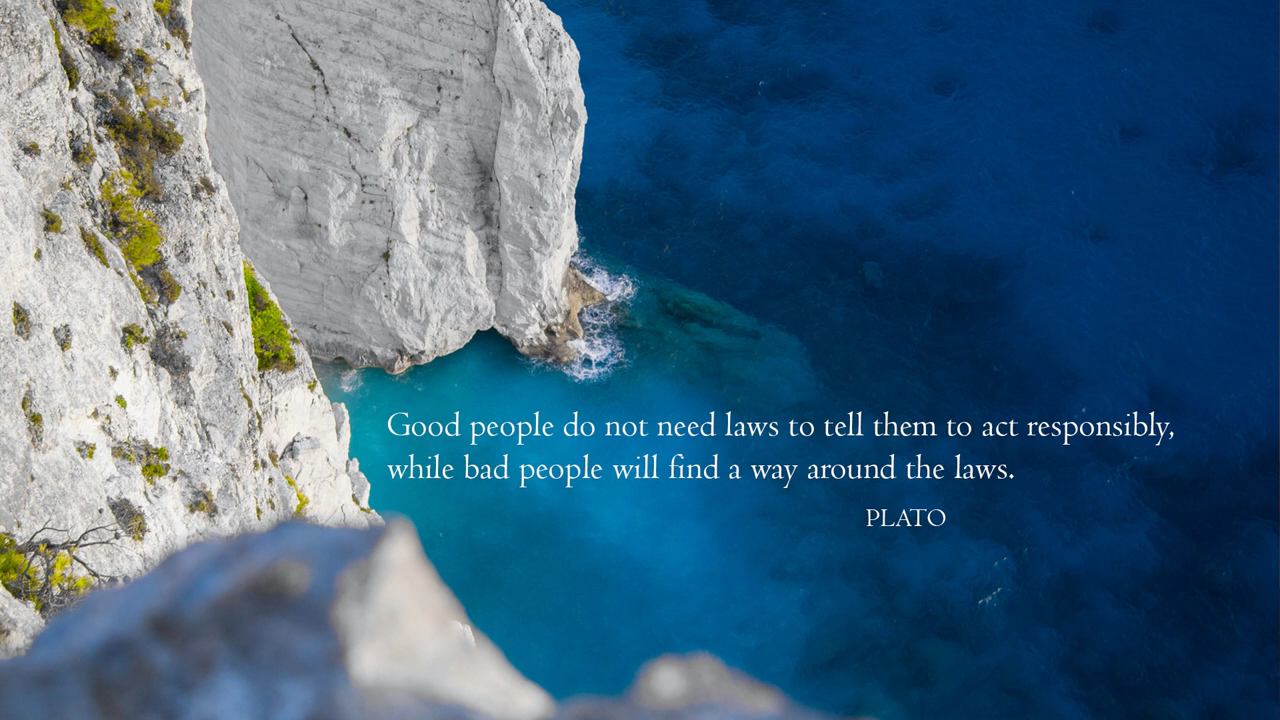 Good people do not need laws to tell them to act responsibly,
while bad people will find a way around the laws.
PLATO